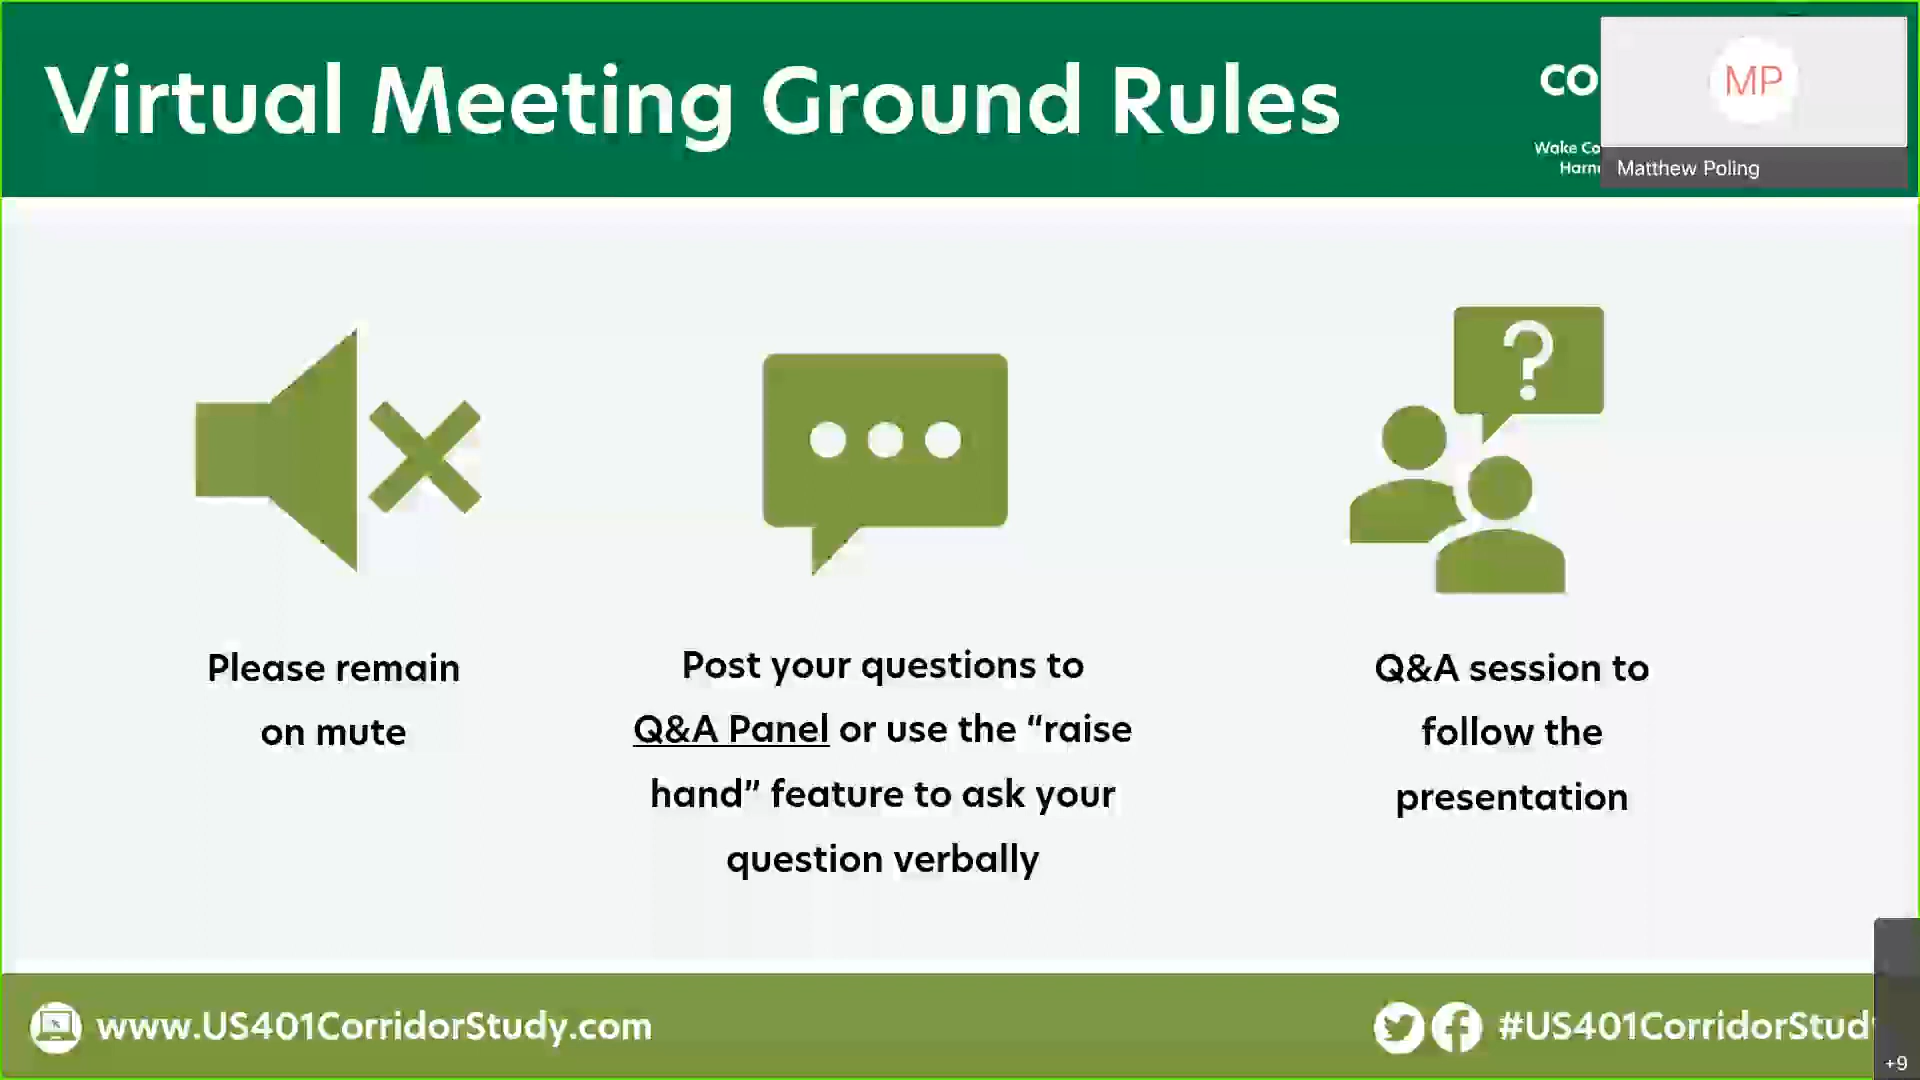 Virtual Meeting Ground Rules
MP
Matthew Poling
Please remain
on mute
Post your questions to
Q&A Panel or use the “raise
hand” feature to ask your
question verbally
?
Q&A session to
follow the
presentation
www.US401CorridorStudy.com
#US401CorridorStud
+9